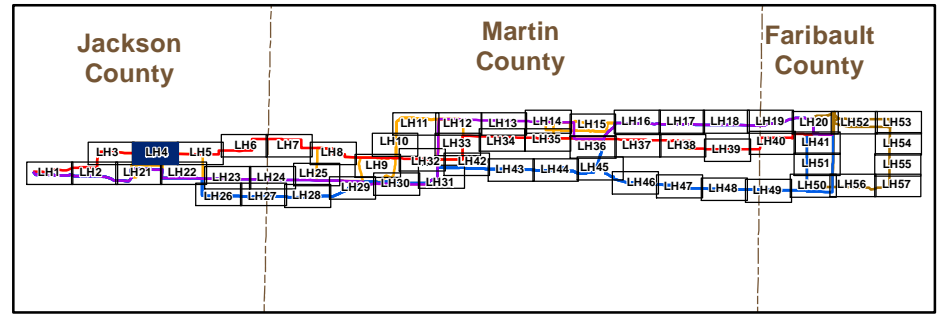 Jackson
County
Martin
County
Faribault
County
LH11 LH12 LH13 LH14 LH15 LH16 LH17 LH18 LH19 LH20 LH52 LH53
LH3 LH4 LH5 LH6 LH7 LH8 LH10 LH33 LH34 LH35 LH36 LH37 LH38 LH39 LH40 LH41 LH54
LH1 LH2 LH21 LH22 LH23 LH24 LH25 LH9 LH32 LH42 LH43 LH44 LH45 LH51 LH55
LH26 LH27 LH28 LH29 LH30 LH31 LH46 LH47 LH48 LH49 LH50 LH56 LH57